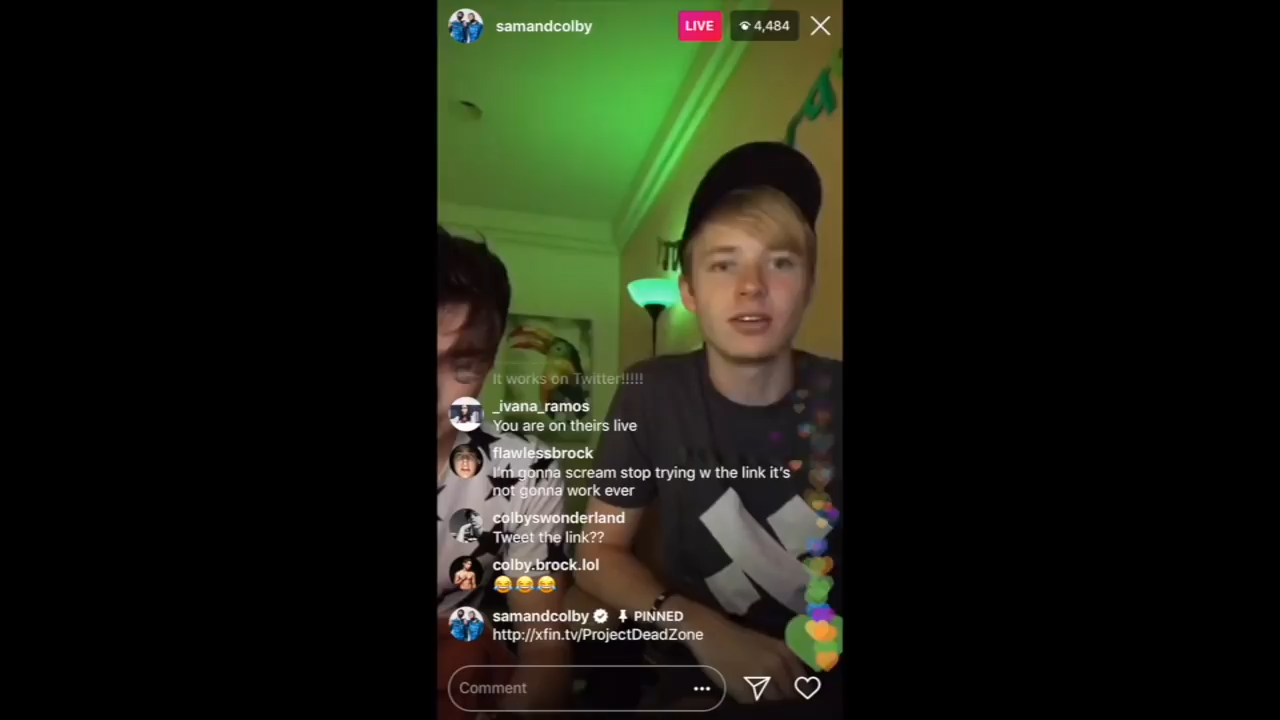 samandcolby
LIVE
4,484
It works on Twitter!!!!!
_ivana_ramos
You are on theirs live
flawlessbrock
I'm gonna scream stop trying w the link it's
not gonna work ever
colbyswonderland
Tweet the link??
colby.brock.lol
😂😂😂
samandcolby PINNED
http://xfin.tv/ProjectDeadZone
Comment